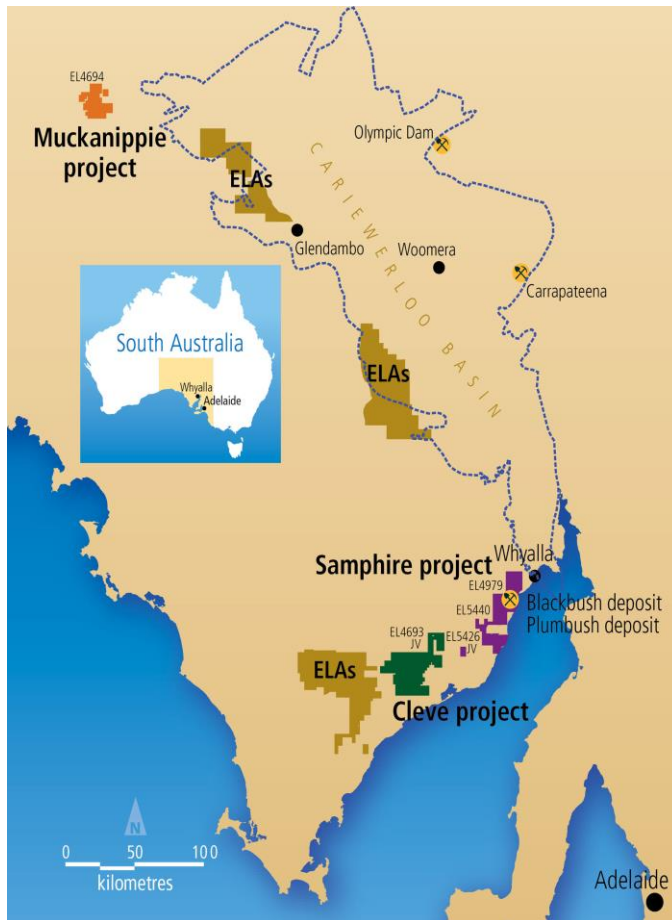 EL4694
Muckanippie
project
ELAs
Olympic Dam
CARIEWERLOO BASIN
Glendambo
Woomera
Carrapateena
South Australia
Whyalla
Adelaide
ELAs
Samphire project
Whyalla
EL4979
Blackbush deposit
Plumbush deposit
EL5440
EL4693
JV
EL5426
JV
ELAs
Cleve project
N
0 50 100
kilometres
Adelaide